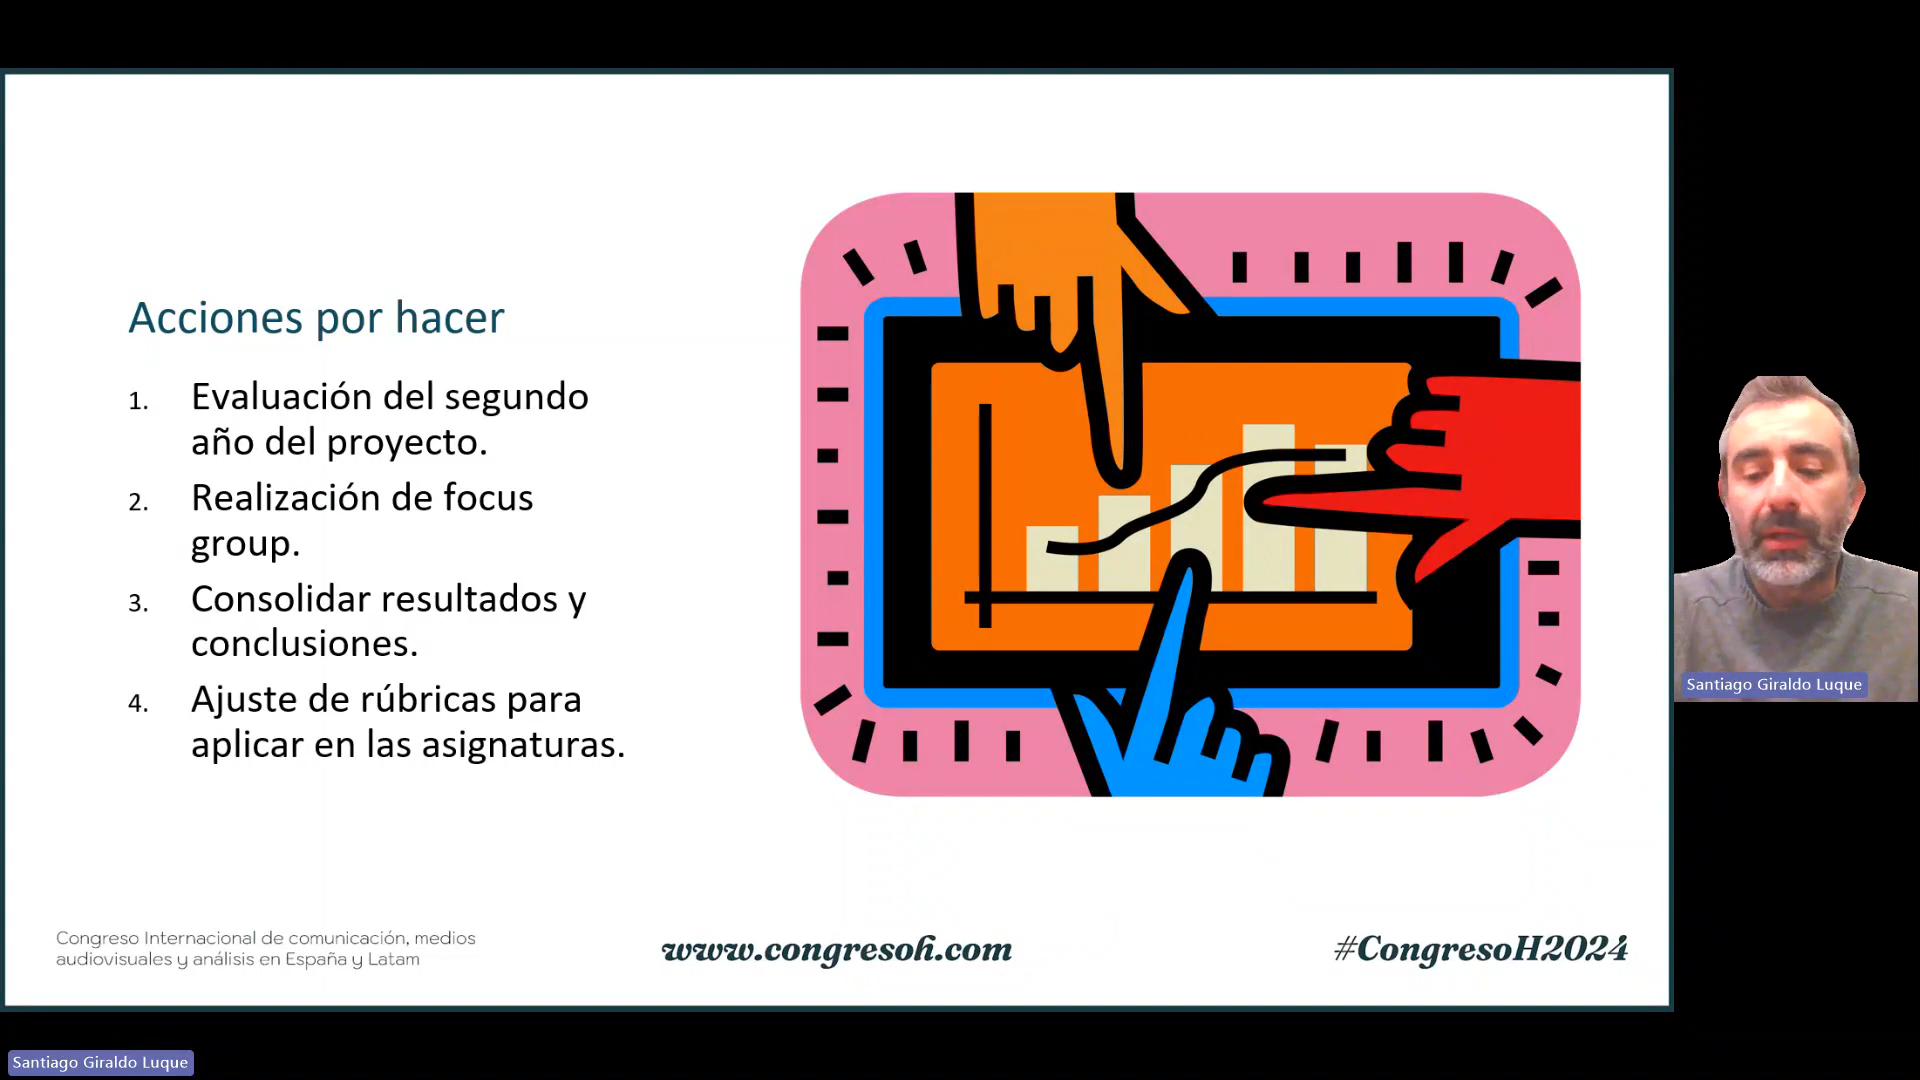 Acciones por hacer
1. Evaluación del segundo
año del proyecto.
2. Realización de focus
group.
3. Consolidar resultados y
conclusiones.
4. Ajuste de rúbricas para
aplicar en las asignaturas.
Congreso Internacional de comunicación, medios
audiovisuales y análisis en España y Latam
www.congresoh.com
#CongresoH2024
Santiago Giraldo Luque
Santiago Giraldo Luque